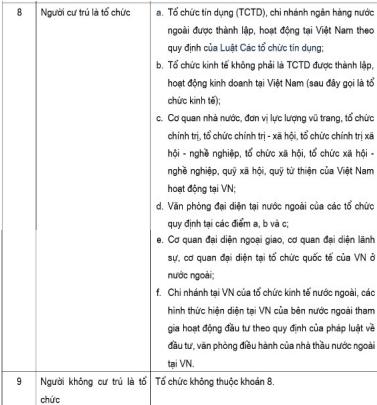 8 Người cư trú là tổ chức a. Tổ chức tín dụng (TCTD), chi nhánh ngân hàng nước
ngoài được thành lập, hoạt động tại Việt Nam theo
quy định của Luật Các tổ chức tín dụng;
b. Tổ chức kinh tế không phải là TCTD được thành lập,
hoạt động kinh doanh tại Việt Nam (sau đây gọi là tổ
chức kinh tế);
c. Cơ quan nhà nước, đơn vị lực lượng vũ trang, tổ chức
chính trị, tổ chức chính trị - xã hội, tổ chức chính trị xã
hội - nghề nghiệp, tổ chức xã hội, tổ chức xã hội -
nghề nghiệp, quỹ xã hội, quỹ từ thiện của Việt Nam
hoạt động tại VN;
d. Văn phòng đại diện tại nước ngoài của các tổ chức
quy định tại các điểm a, b và c;
e. Cơ quan đại diện ngoại giao, cơ quan đại diện lãnh
sự, cơ quan đại diện tại tổ chức quốc tế của VN ở
nước ngoài;
f. Chi nhánh tại VN của tổ chức kinh tế nước ngoài, các
hình thức hiện diện tại VN của bên nước ngoài tham
gia hoạt động đầu tư theo quy định của pháp luật về
đầu tư, văn phòng điều hành của nhà thầu nước ngoài
tại VN.
9 Người không cư trú là tổ Tổ chức không thuộc khoản 8.
chức